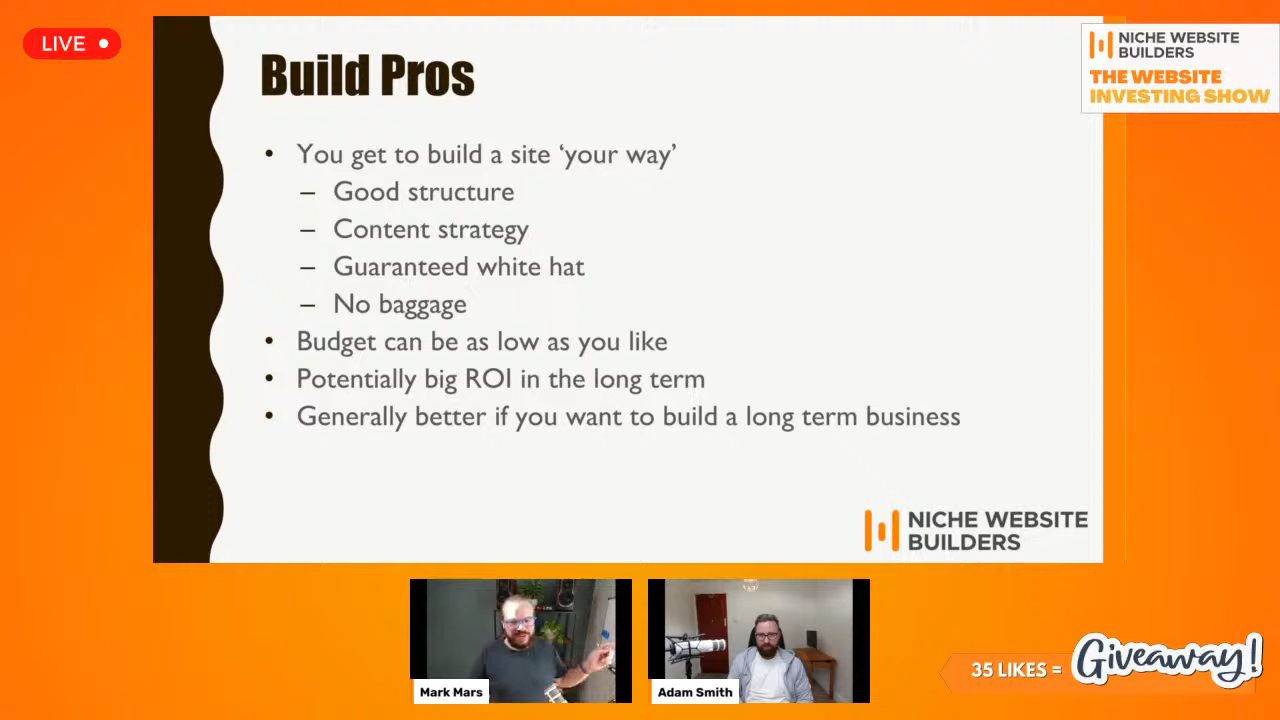 LIVE
NICHE WEBSITE
BUILDERS
THE WEBSITE
INVESTING SHOW
Build Pros
• You get to build a site ‘your way’
– Good structure
– Content strategy
– Guaranteed white hat
– No baggage
• Budget can be as low as you like
• Potentially big ROI in the long term
• Generally better if you want to build a long term business
NICHE WEBSITE
BUILDERS
Mark Mars
Adam Smith
35 LIKES = Giveaway!